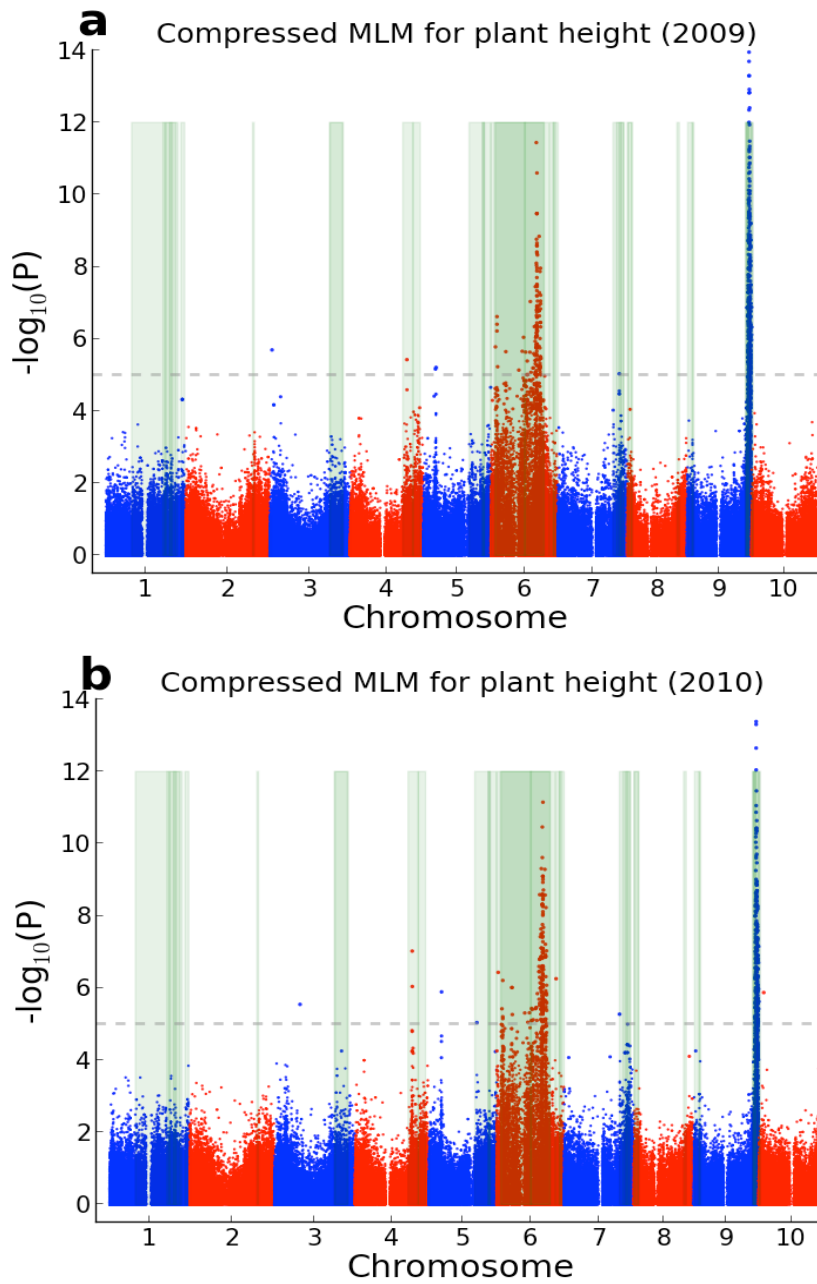 a
Compressed MLM for plant height (2009)
14
12
10
8
6
4
2
0
-log₁₀(P)
1 2 3 4 5 6 7 8 9 10
Chromosome
b
Compressed MLM for plant height (2010)
14
12
10
8
6
4
2
0
-log₁₀(P)
1 2 3 4 5 6 7 8 9 10
Chromosome